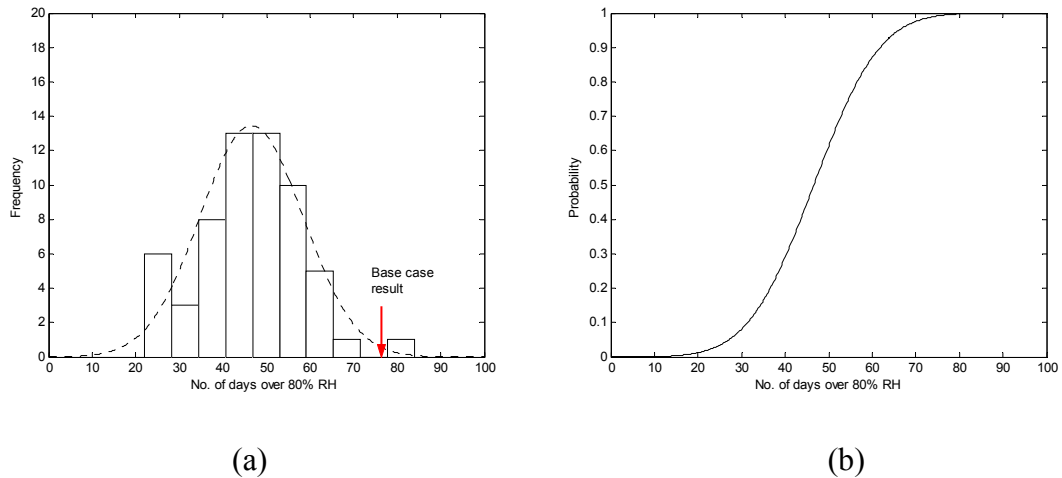 20
18
16
14
12
10
8
6
4
2
0
Frequency
Base case
result
0 10 20 30 40 50 60 70 80 90 100
No. of days over 80% RH
(a)
1
0.9
0.8
0.7
0.6
0.5
0.4
0.3
0.2
0.1
0
Probability
0 10 20 30 40 50 60 70 80 90 100
No. of days over 80% RH
(b)